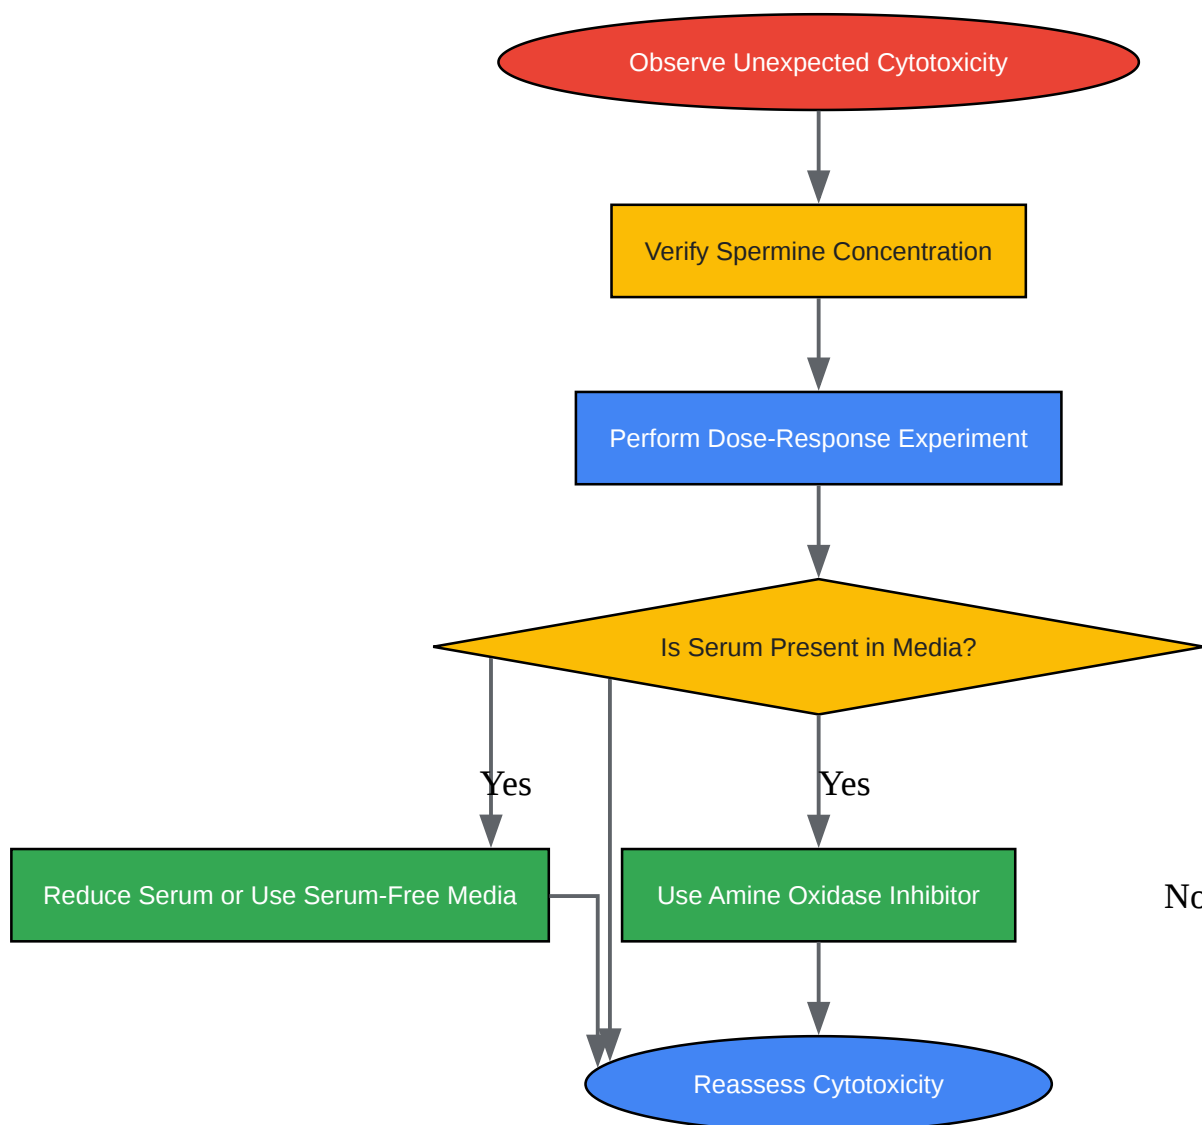 Observe Unexpected Cytotoxicity
Verify Spermine Concentration
Perform Dose-Response Experiment
Is Serum Present in Media?
Yes
Yes
Reduce Serum or Use Serum-Free Media
Use Amine Oxidase Inhibitor
No
Reassess Cytotoxicity